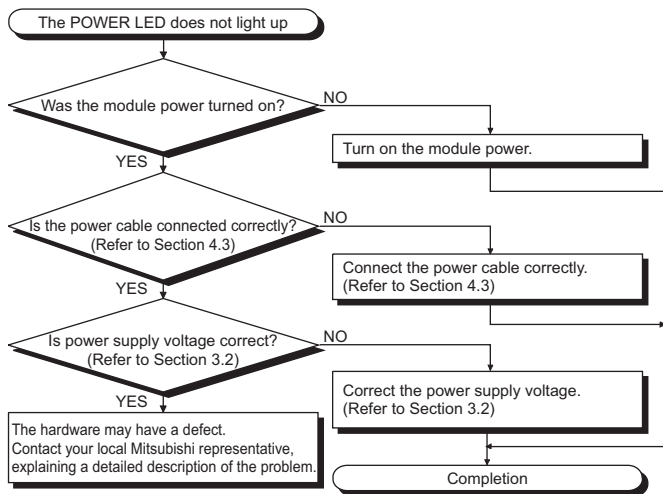 The POWER LED does not light up
Was the module power turned on?
NO
Turn on the module power.
YES
Is the power cable connected correctly?
(Refer to Section 4.3)
NO
Connect the power cable correctly.
(Refer to Section 4.3)
YES
Is power supply voltage correct?
(Refer to Section 3.2)
NO
Correct the power supply voltage.
(Refer to Section 3.2)
YES
The hardware may have a defect.
Contact your local Mitsubishi representative,
explaining a detailed description of the problem.
Completion